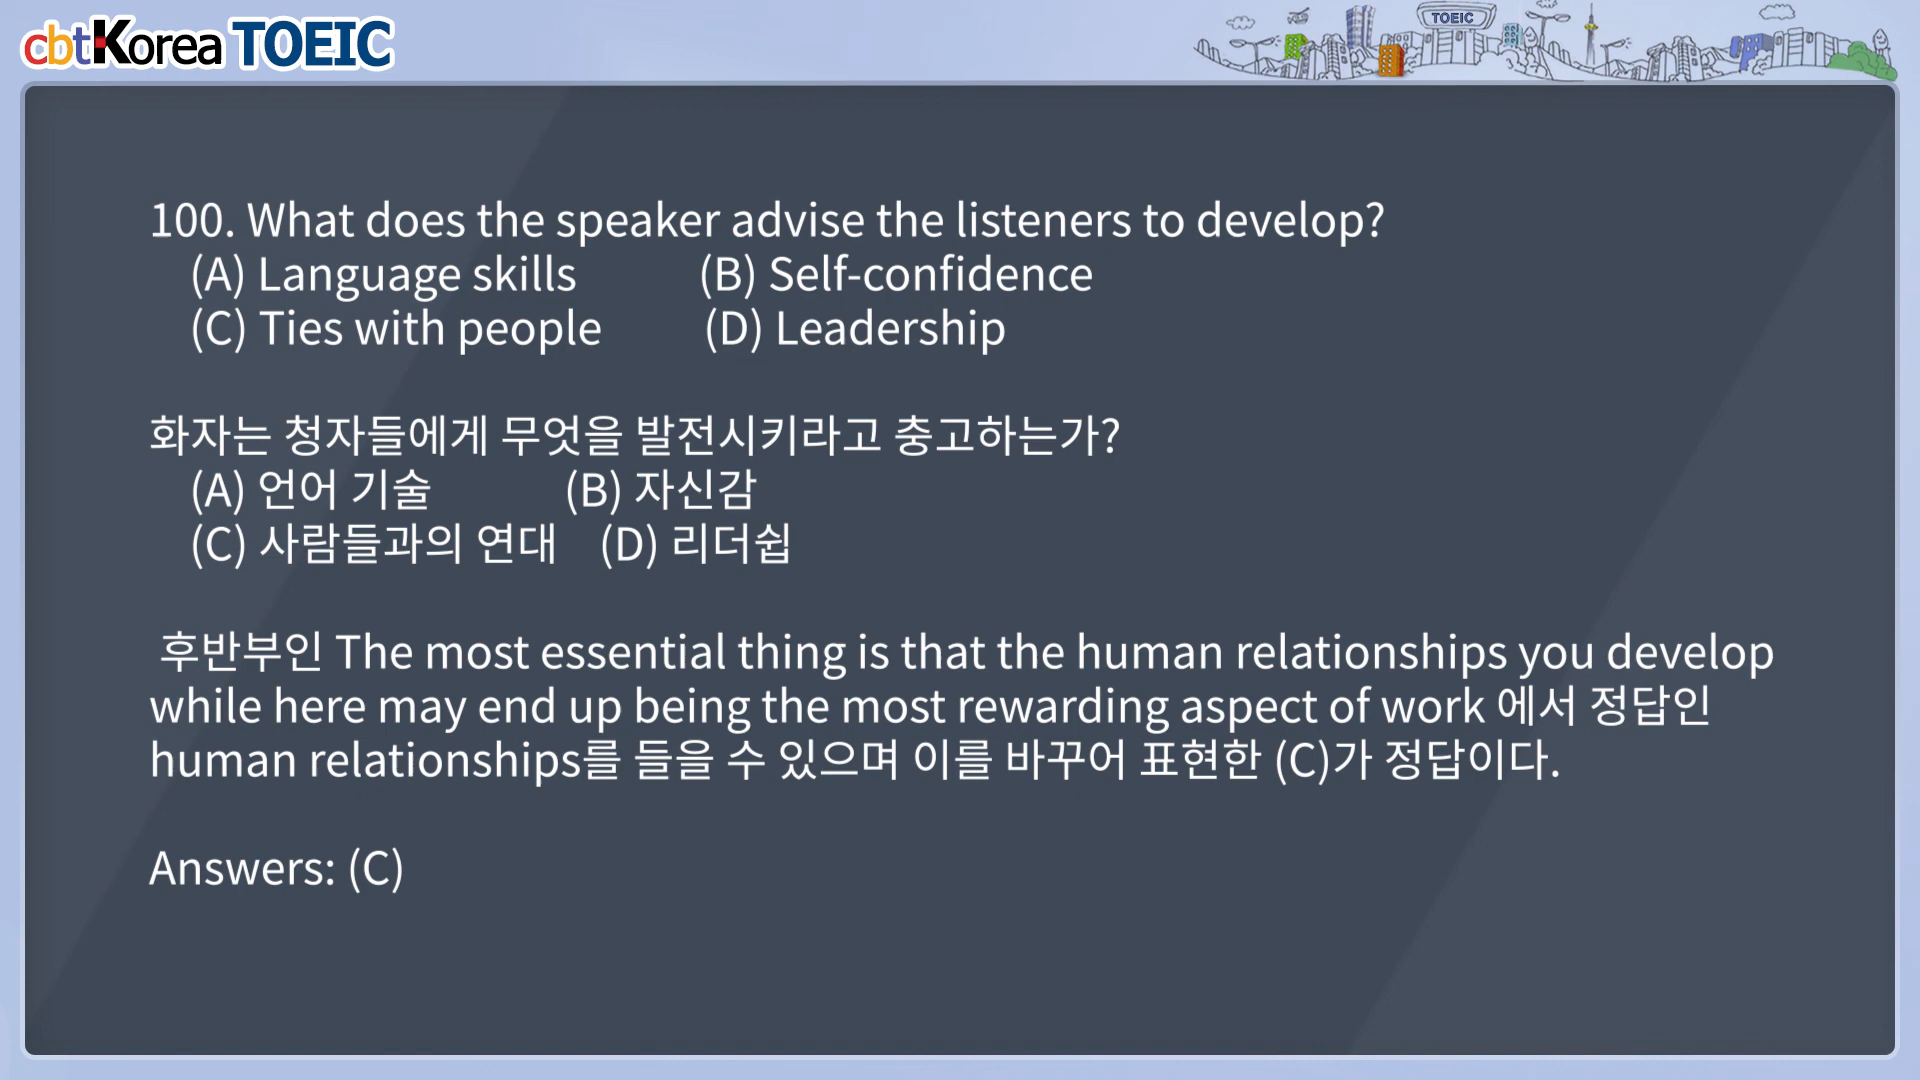 cbtKorea TOEIC
TOEIC
100. What does the speaker advise the listeners to develop?
(A) Language skills (B) Self-confidence
(C) Ties with people (D) Leadership
화자는 청자들에게 무엇을 발전시키라고 충고하는가?
(A) 언어 기술 (B) 자신감
(C) 사람들과의 연대 (D) 리더쉽
후반부인 The most essential thing is that the human relationships you develop
while here may end up being the most rewarding aspect of work 에서 정답인
human relationships를 들을 수 있으며 이를 바꾸어 표현한 (C)가 정답이다.
Answers: (C)